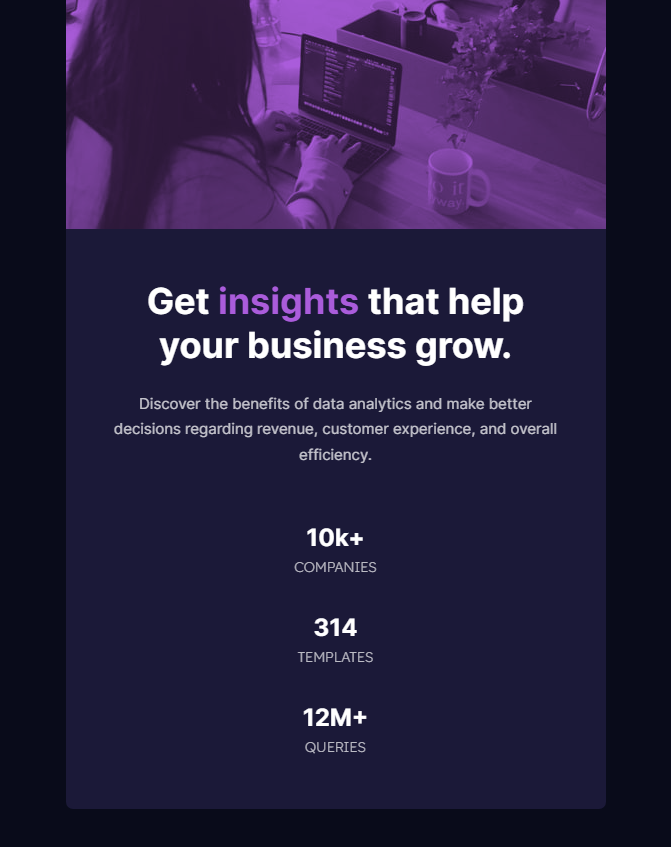 Get insights that help
your business grow.
Discover the benefits of data analytics and make better
decisions regarding revenue, customer experience, and overall
efficiency.
10k+
COMPANIES
314
TEMPLATES
12M+
QUERIES